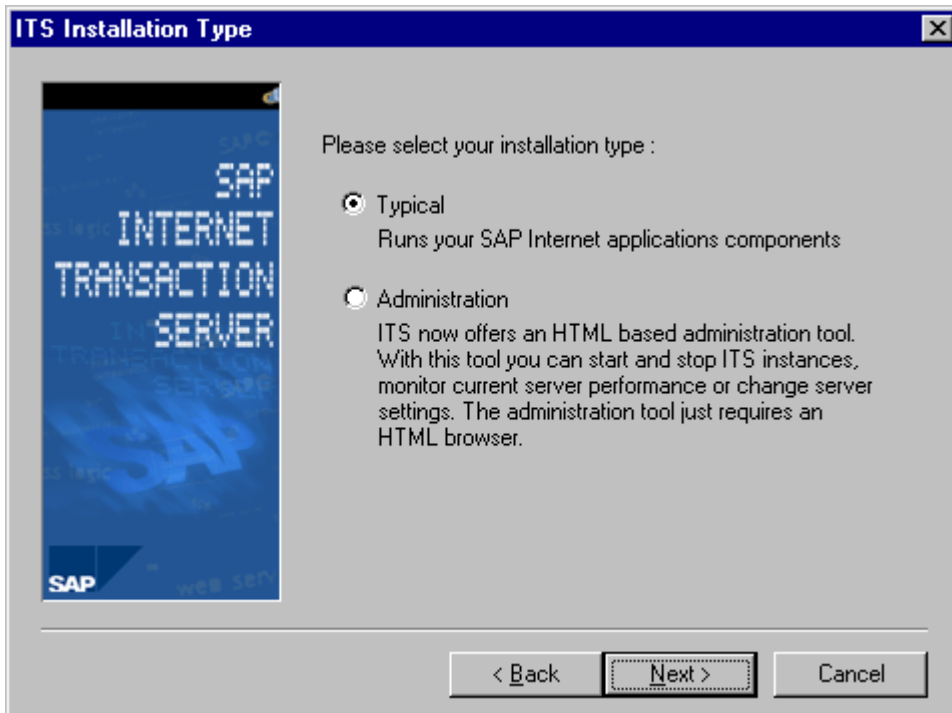 ITS Installation Type
SAP
INTERNET
TRANSACTION
SERVER
SAP
Please select your installation type :
Typical
Runs your SAP Internet applications components
Administration
ITS now offers an HTML based administration tool.
With this tool you can start and stop ITS instances,
monitor current server performance or change server
settings. The administration tool just requires an
HTML browser.
< Back
Next >
Cancel